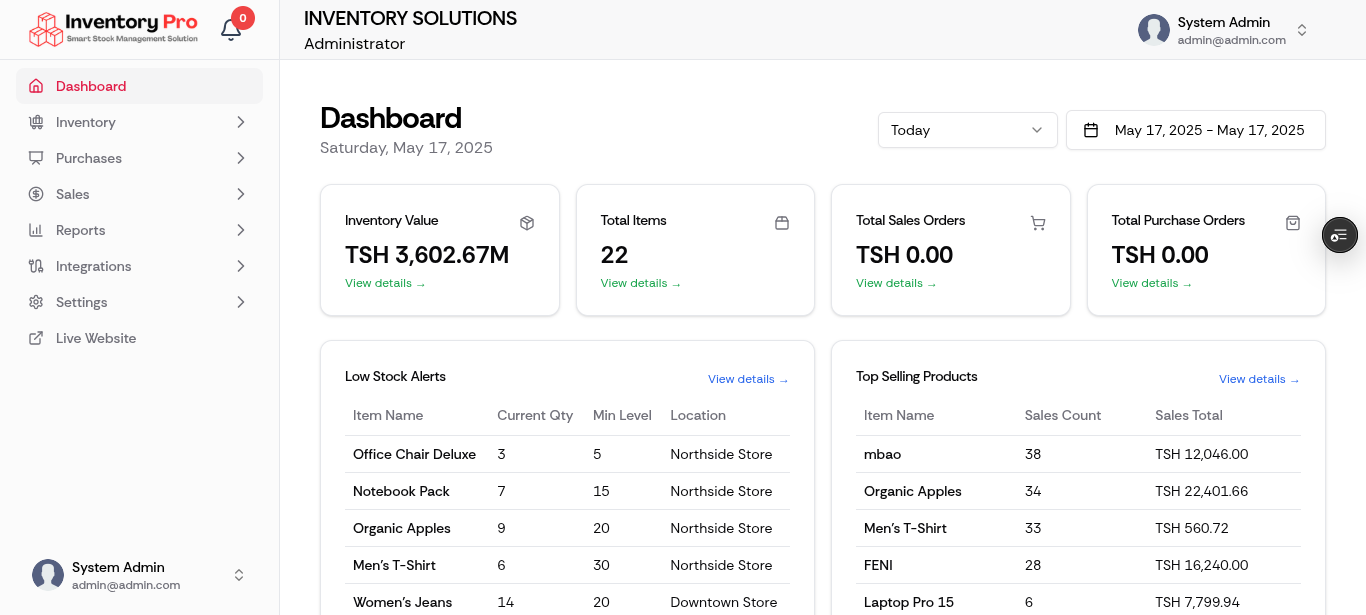 Inventory Pro
Smart Stock Management Solution
0
INVENTORY SOLUTIONS
Administrator
System Admin
admin@admin.com
Dashboard
Inventory
Purchases
Sales
Reports
Integrations
Settings
Live Website
System Admin
admin@admin.com
Dashboard
Saturday, May 17, 2025
Today
May 17, 2025 - May 17, 2025
Inventory Value
TSH 3,602.67M
View details →
Total Items
22
View details →
Total Sales Orders
TSH 0.00
View details →
Total Purchase Orders
TSH 0.00
View details →
Low Stock Alerts
View details →
Item Name Current Qty Min Level Location
Office Chair Deluxe 3 5 Northside Store
Notebook Pack 7 15 Northside Store
Organic Apples 9 20 Northside Store
Men's T-Shirt 6 30 Northside Store
Women's Jeans 14 20 Downtown Store
Top Selling Products
View details →
Item Name Sales Count Sales Total
mbao 38 TSH 12,046.00
Organic Apples 34 TSH 22,401.66
Men's T-Shirt 33 TSH 560.72
FENI 28 TSH 16,240.00
Laptop Pro 15 6 TSH 7,799.94